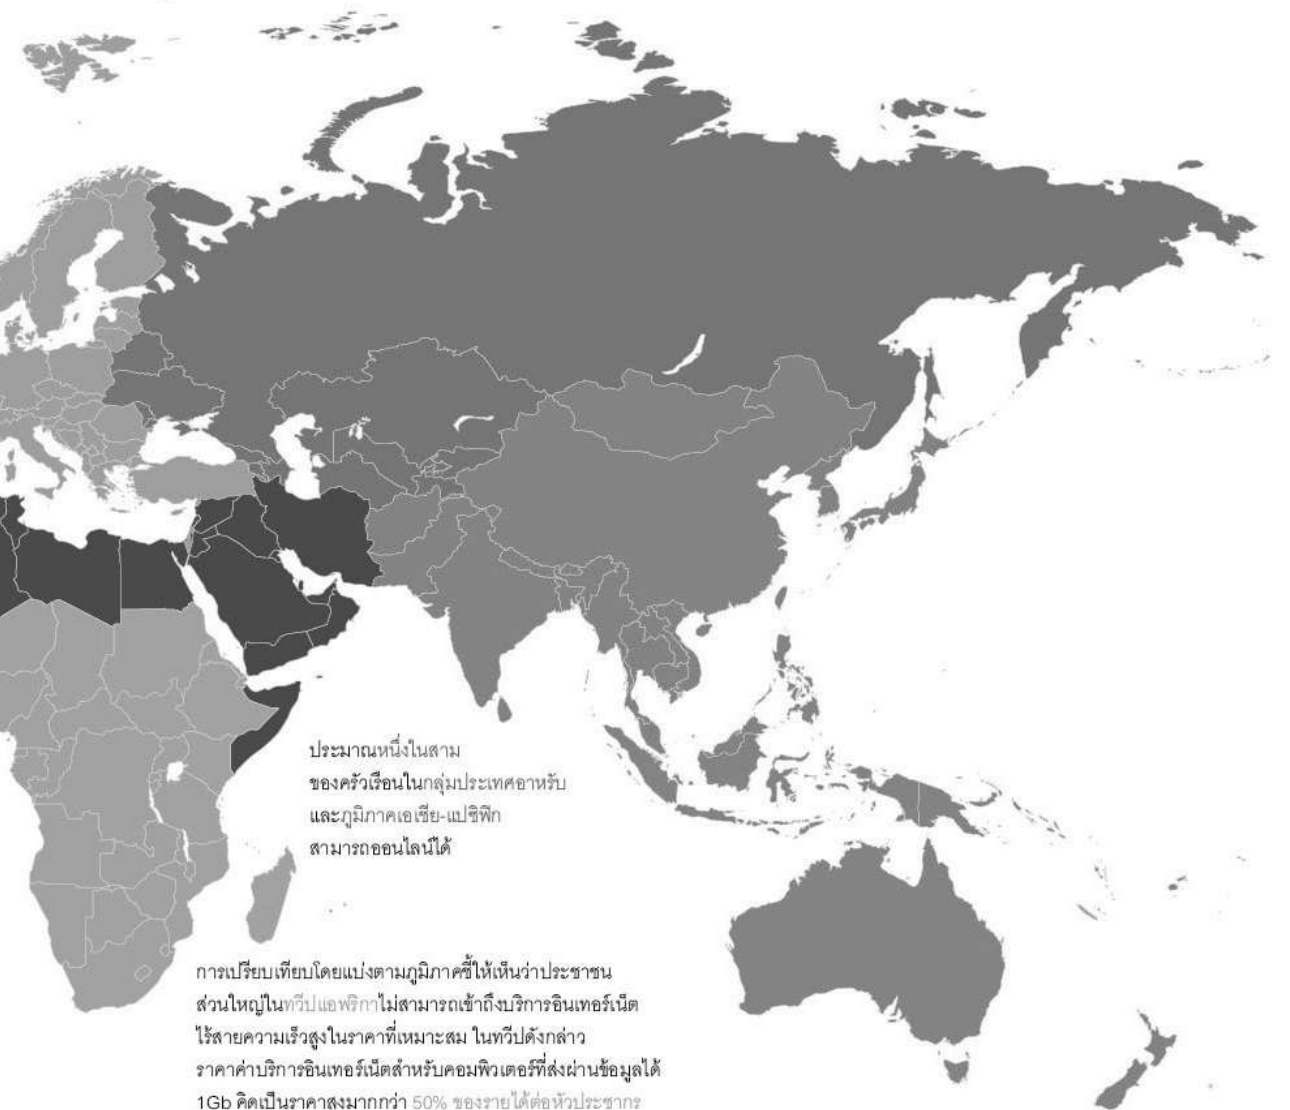 ประมาณหนึ่งในสาม
ของครัวเรือนในกลุ่มประเทศอาหรับ
และภูมิภาคเอเชีย-แปซิฟิก
สามารถออนไลน์ได้
การเปรียบเทียบโดยแบ่งตามภูมิภาคชี้ให้เห็นว่าประชาชน
ส่วนใหญ่ในทวีปแอฟริกาไม่สามารถเข้าถึงบริการอินเทอร์เน็ต
ไร้สายความเร็วสูงในราคาที่เหมาะสม ในทวีปดังกล่าว
ราคาค่าบริการอินเทอร์เน็ตสำหรับคอมพิวเตอร์ที่ส่งผ่านข้อมูลได้
1Gb คิดเป็นราคาสูงมากกว่า 50% ของรายได้ต่อหัวประชากร